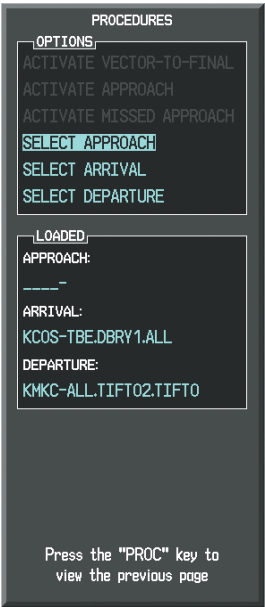 PROCEDURES
OPTIONS
ACTIVATE VECTOR-TO-FINAL
ACTIVATE APPROACH
ACTIVATE MISSED APPROACH
SELECT APPROACH
SELECT ARRIVAL
SELECT DEPARTURE
LOADED
APPROACH:
____-
ARRIVAL:
KCOS-TBE.DBRY1.ALL
DEPARTURE:
KMKC-ALL.TIFTO2.TIFTO
Press the "PROC" key to
view the previous page